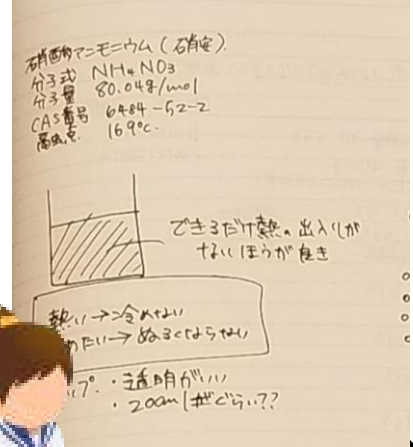 硝酸アンモニウム(硝安)
分子式 NH4NO3
分子量 80.04g/mol
CAS番号 6484-52-2
融点 169℃
できるだけ熱の出入りが
ないほうが良き
熱い→冷めない
めたい→ぬるくならない
プ・透明がいい
・200mlぐらい??